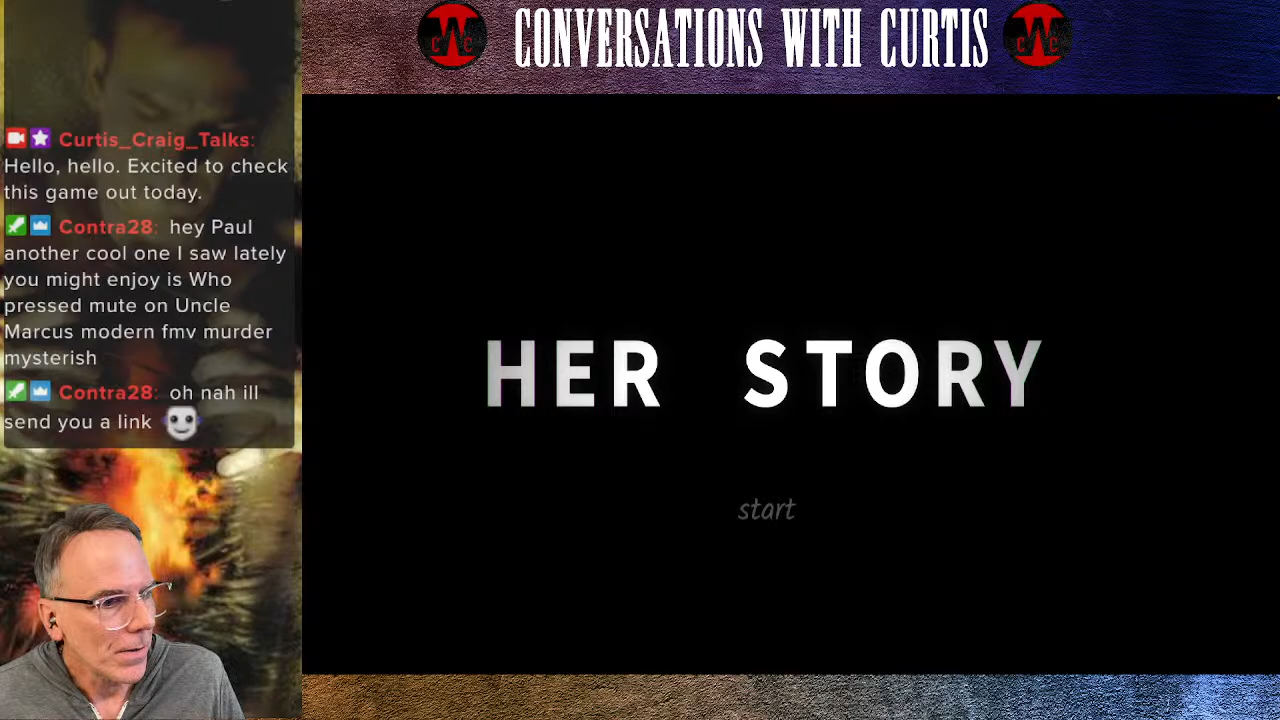 CWC CONVERSATIONS WITH CURTIS CWC
Curtis_Craig_Talks:
Hello, hello. Excited to check
this game out today.
Contra28: hey Paul
another cool one I saw lately
you might enjoy is Who
pressed mute on Uncle
Marcus modern fmv murder
mysterish
Contra28: oh nah ill
send you a link
HER STORY
start